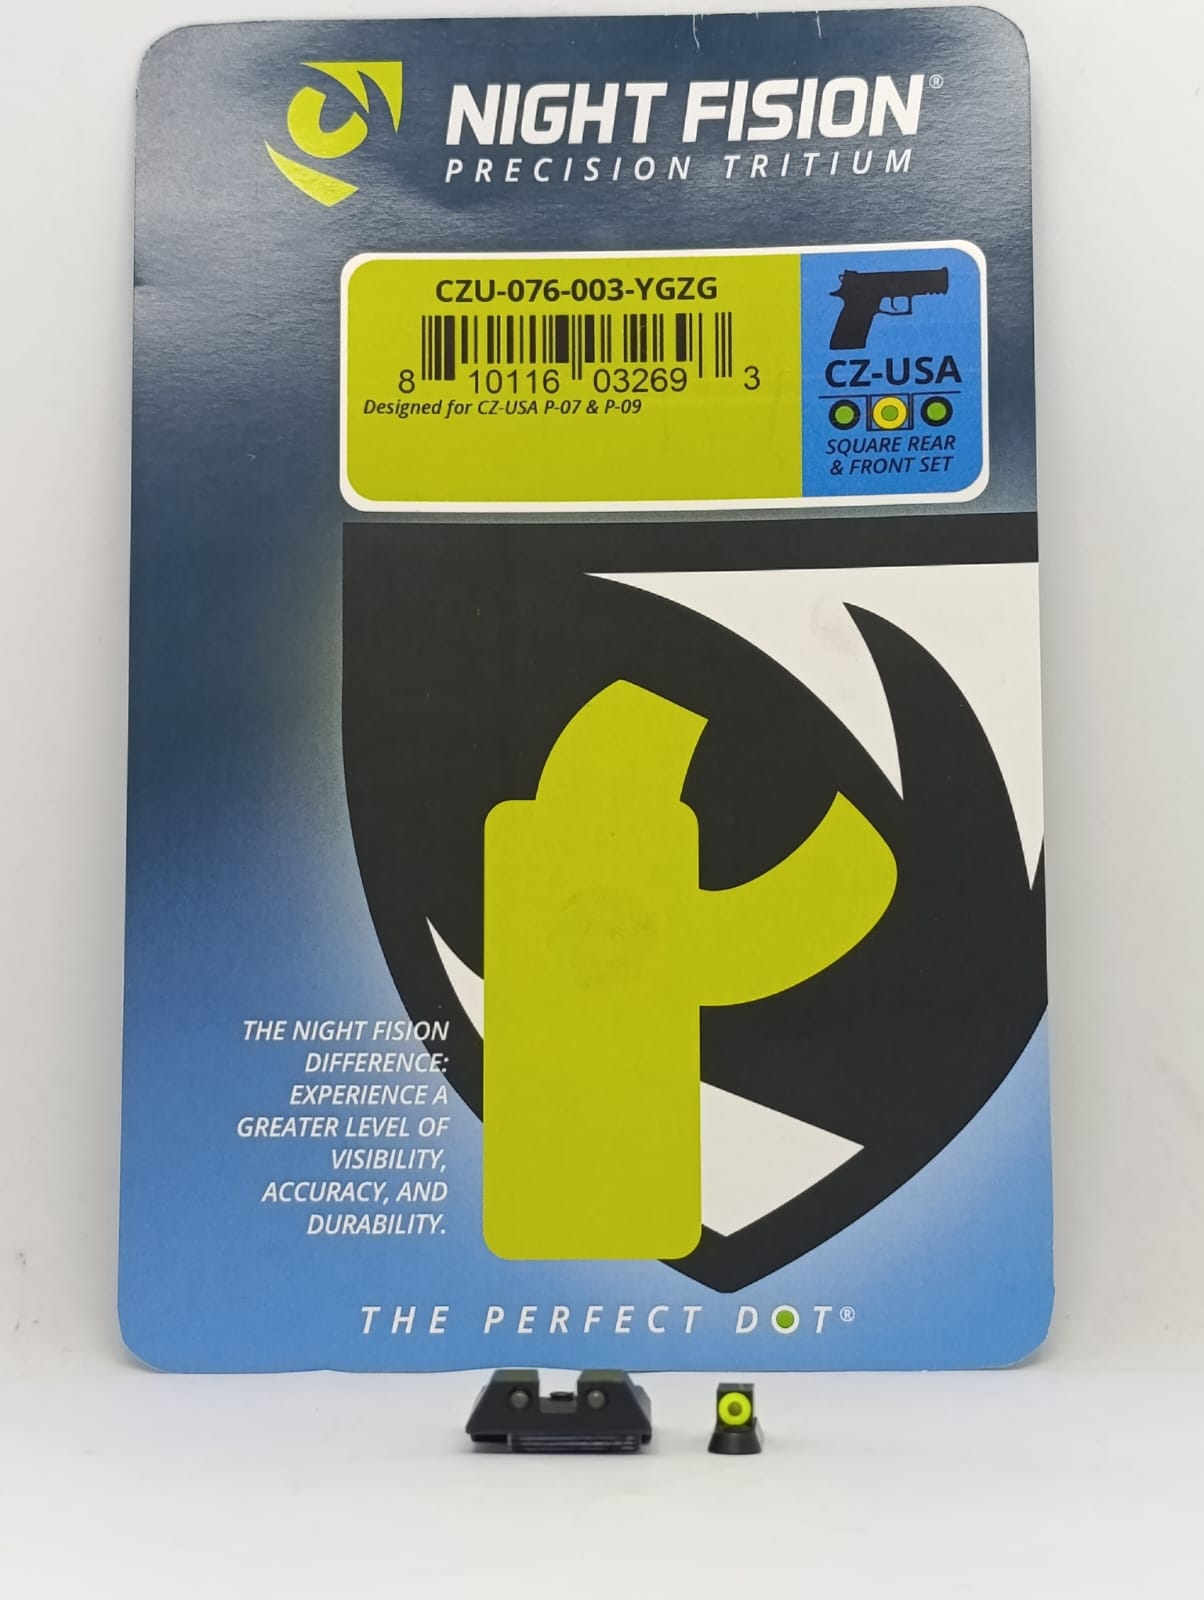 NIGHT FISION®
PRECISION TRITIUM
CZU-076-003-YGZG
8 10116 03269 3
Designed for CZ-USA P-07 & P-09
CZ-USA
SQUARE REAR
& FRONT SET
THE NIGHT FISION
DIFFERENCE:
EXPERIENCE A
GREATER LEVEL OF
VISIBILITY,
ACCURACY, AND
DURABILITY.
THE PERFECT DOT®